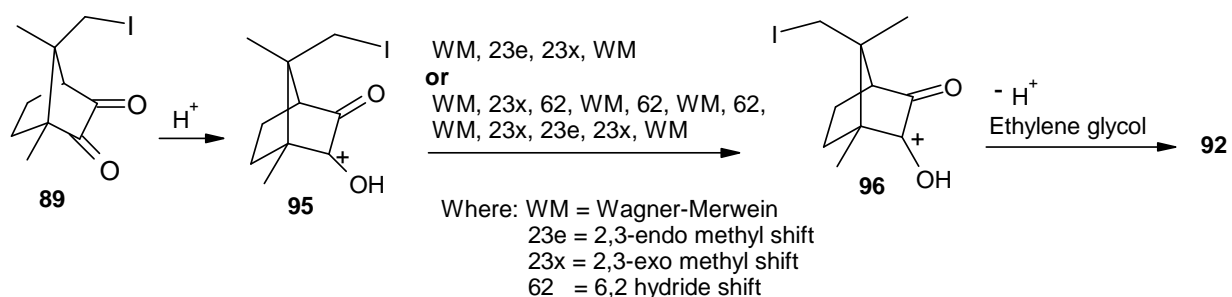 I
O
O
89
H+
I
O
+
OH
95
WM, 23e, 23x, WM
or
WM, 23x, 62, WM, 62, WM, 62,
WM, 23x, 23e, 23x, WM
Where: WM = Wagner-Merwein
23e = 2,3-endo methyl shift
23x = 2,3-exo methyl shift
62 = 6,2 hydride shift
I
O
+
OH
96
- H+
Ethylene glycol
92